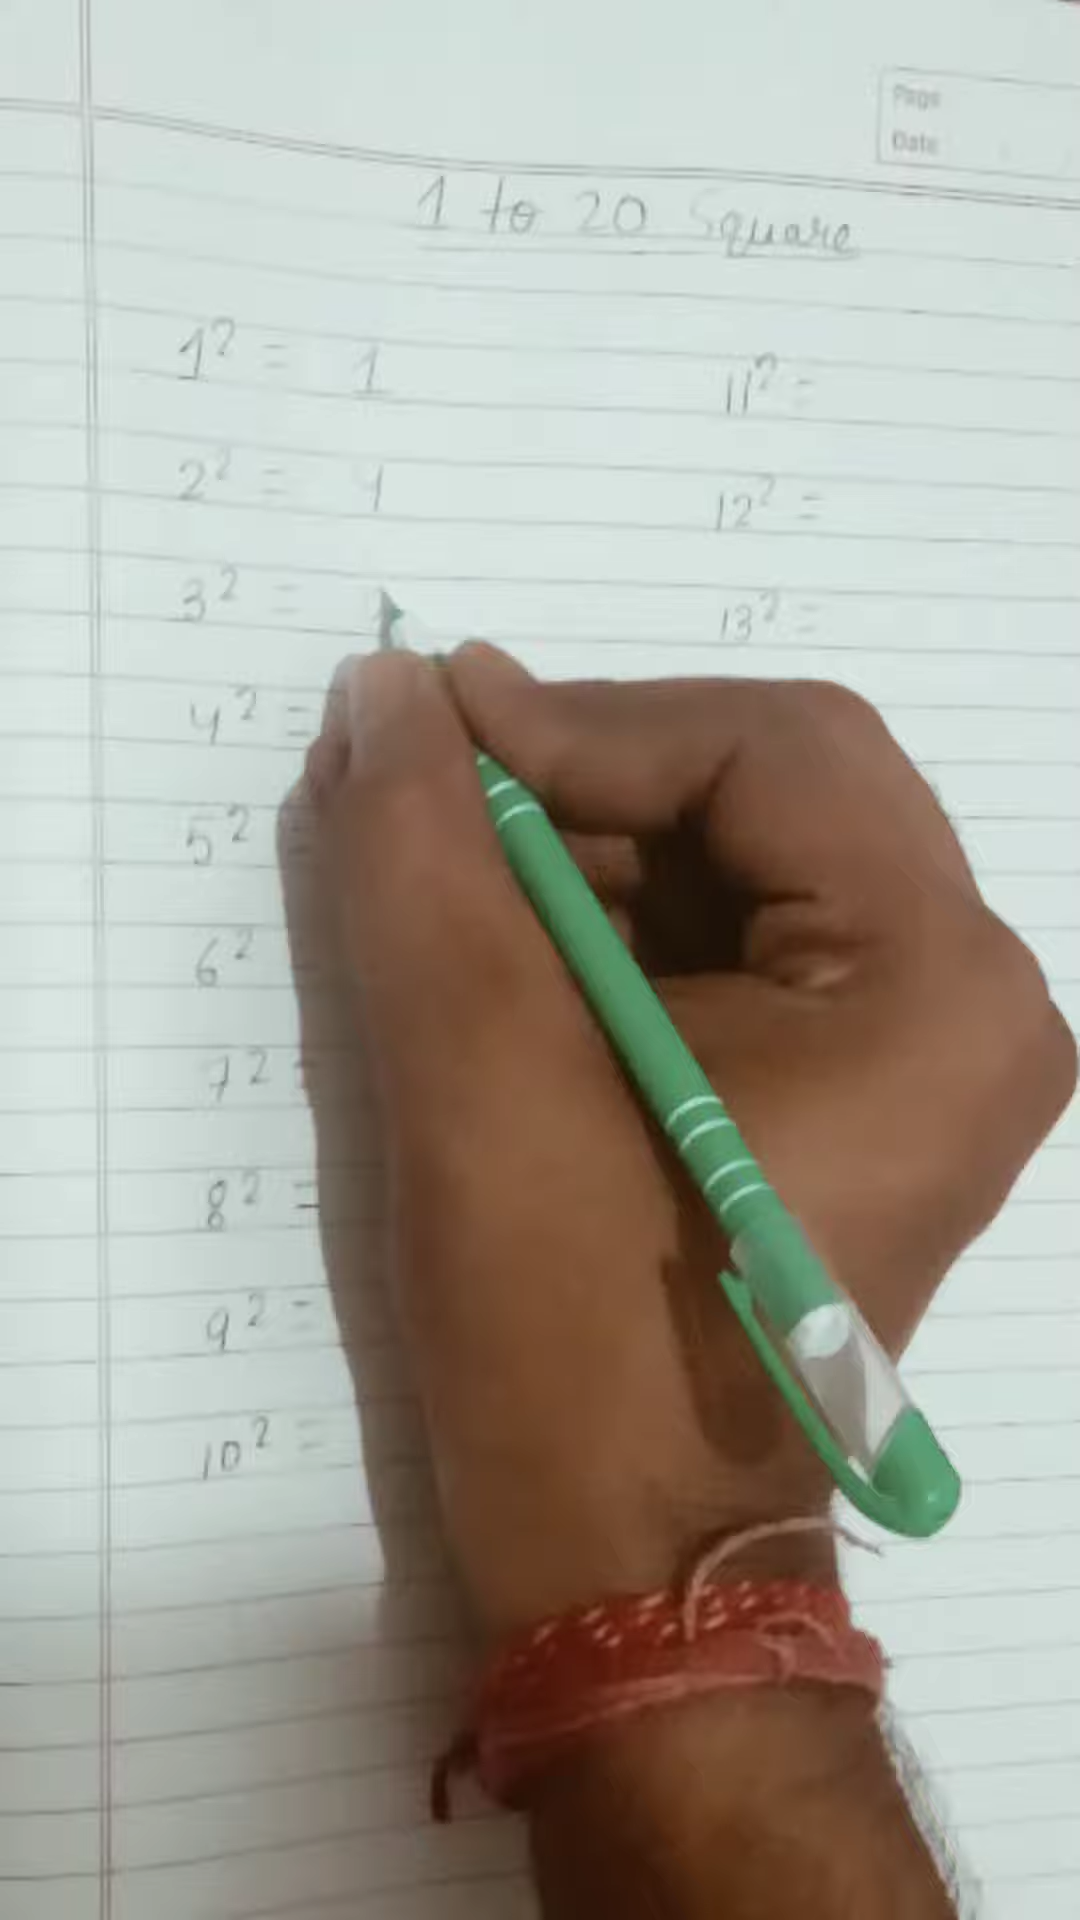 Page
Date
1 to 20 Square
1² = 1
11² =
2² = 4
12² =
3² =
13² =
4² =
5² =
6²
7² =
8² =
9² =
10² =